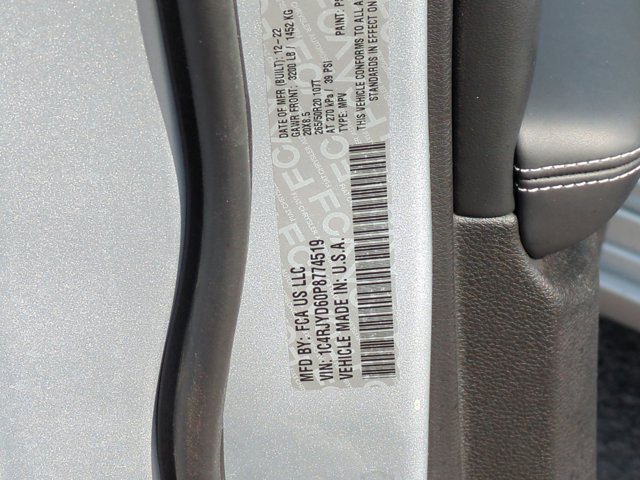 MFD BY: FCA US LLC
DATE OF MFR (BUILT): 12-22
GAWR FRONT: 3200 LB / 1452 KG
20X8.5
265/50R20 107T
AT 270 kPa / 39 PSI
VIN: 1C4RJYD60P8774519
TYPE: MPV
VEHICLE MADE IN: U.S.A.
PAINT:
THIS VEHICLE CONFORMS TO ALL A
STANDARDS IN EFFECT ON